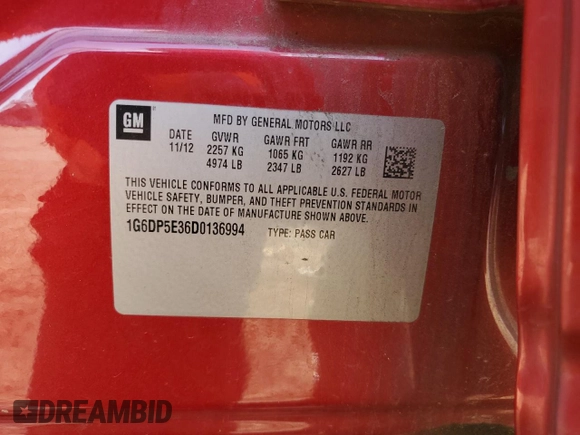 GM
MFD BY GENERAL MOTORS LLC
DATE GVWR GAWR FRT GAWR RR
11/12 2257 KG 1065 KG 1192 KG
4974 LB 2347 LB 2627 LB
THIS VEHICLE CONFORMS TO ALL APPLICABLE U.S. FEDERAL MOTOR
VEHICLE SAFETY, BUMPER, AND THEFT PREVENTION STANDARDS IN
EFFECT ON THE DATE OF MANUFACTURE SHOWN ABOVE.
1G6DP5E36D0136994 TYPE: PASS CAR
DREAMBID